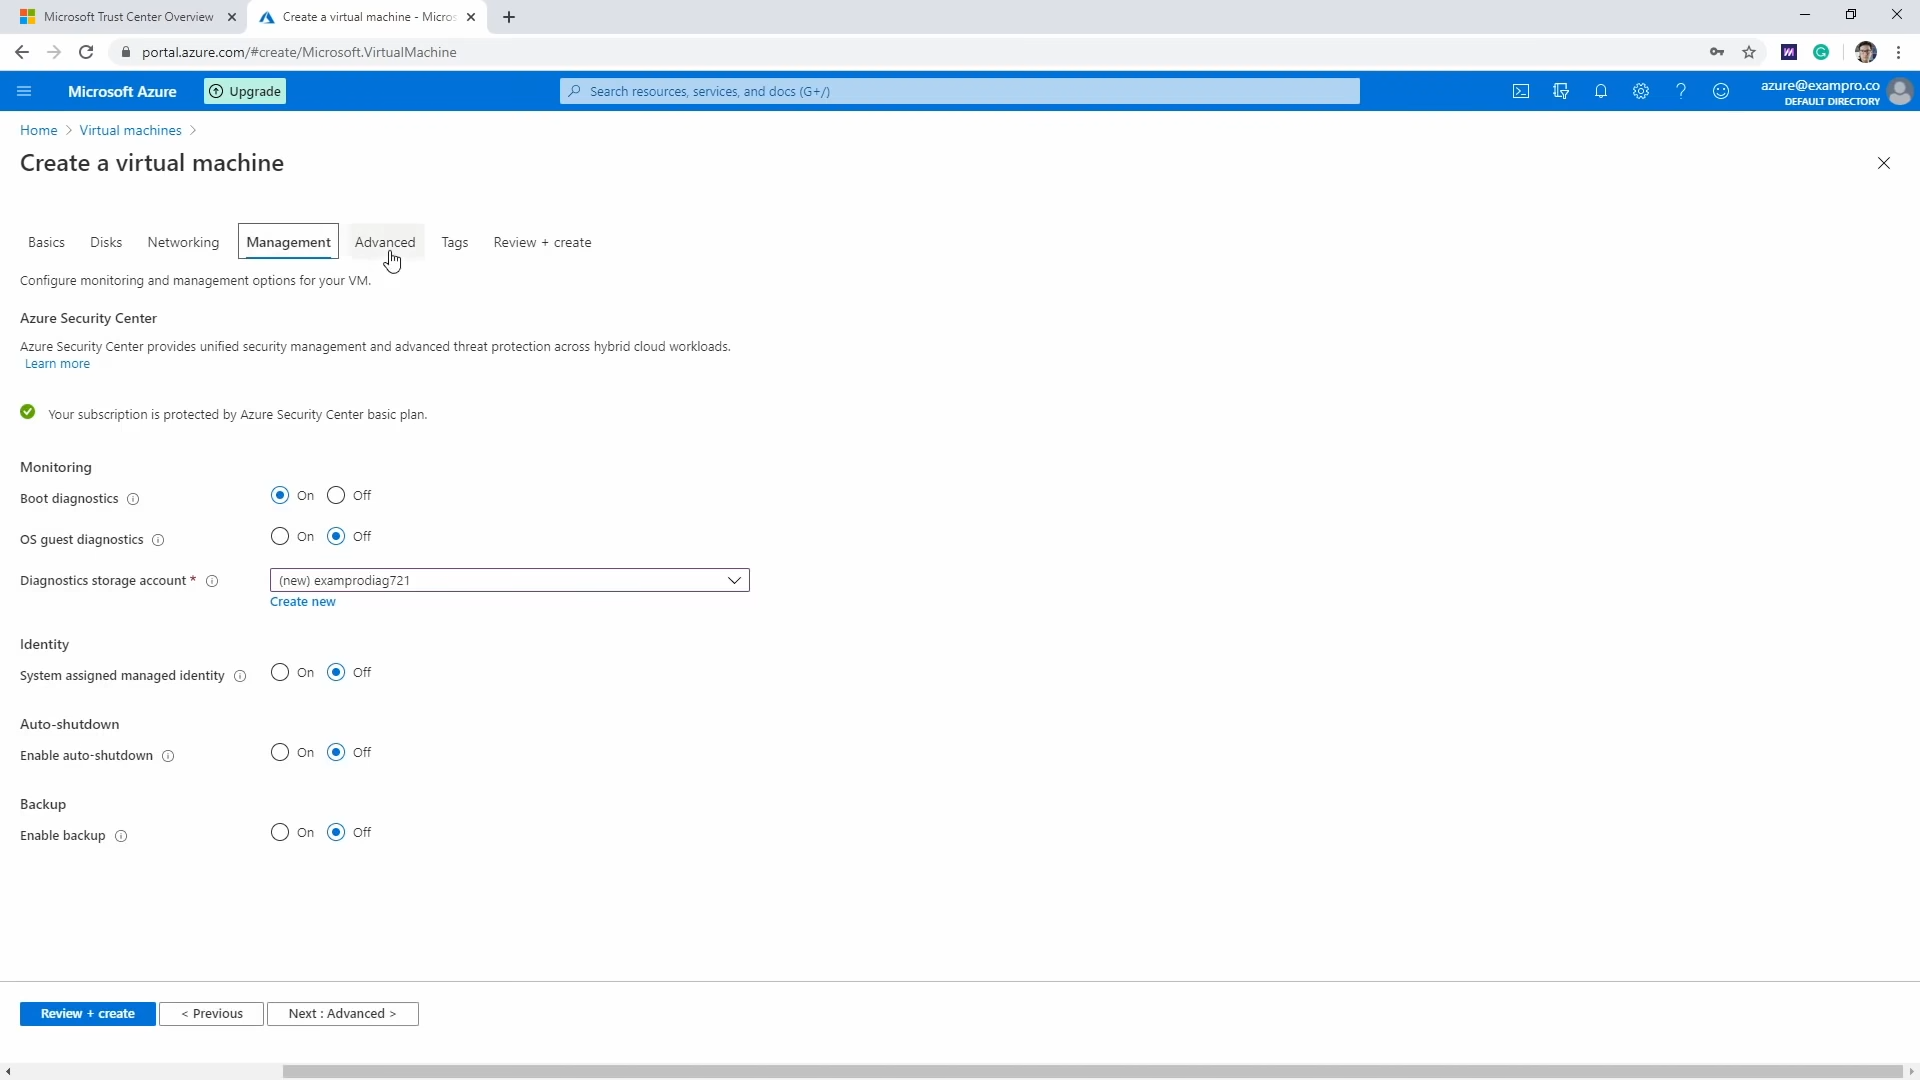 Microsoft Trust Center Overview
Create a virtual machine - Micros
portal.azure.com/#create/Microsoft.VirtualMachine
Microsoft Azure
Upgrade
Search resources, services, and docs (G+/)
azure@exampro.co
DEFAULT DIRECTORY
Home > Virtual machines >
Create a virtual machine
Basics Disks Networking Management Advanced Tags Review + create
Configure monitoring and management options for your VM.
Azure Security Center
Azure Security Center provides unified security management and advanced threat protection across hybrid cloud workloads.
Learn more
Your subscription is protected by Azure Security Center basic plan.
Monitoring
Boot diagnostics On Off
OS guest diagnostics On Off
Diagnostics storage account * (new) examprodiag721
Create new
Identity
System assigned managed identity On Off
Auto-shutdown
Enable auto-shutdown On Off
Backup
Enable backup On Off
Review + create < Previous Next : Advanced >